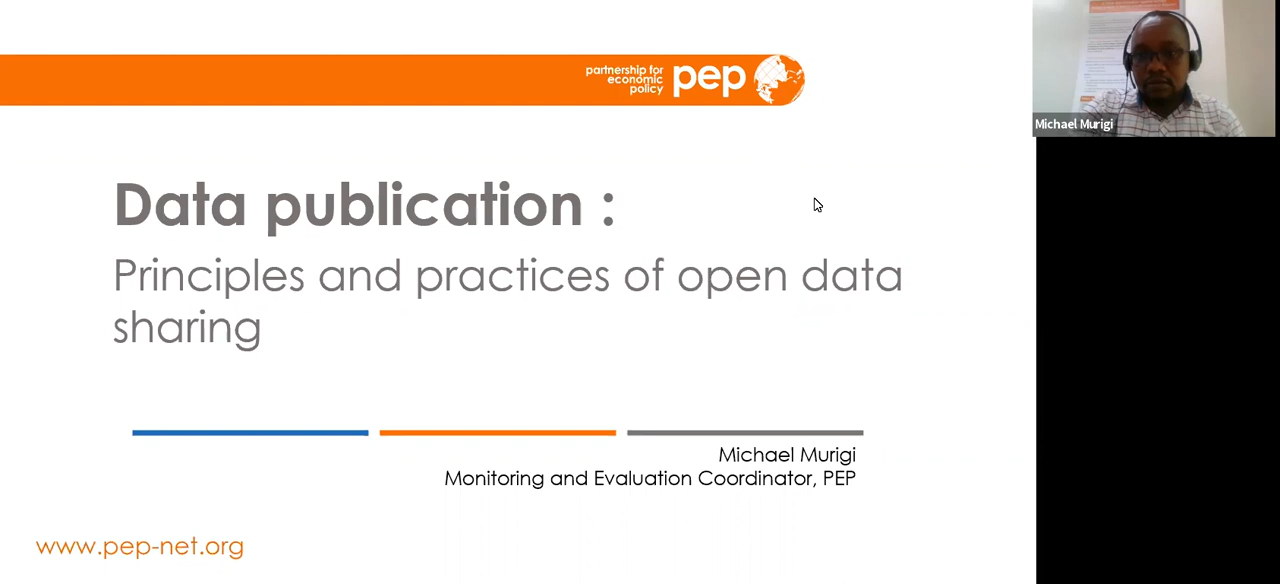 partnership for
economic
policy
pep
Data publication :
Principles and practices of open data
sharing
Michael Murigi
Monitoring and Evaluation Coordinator, PEP
www.pep-net.org
Michael Murigi